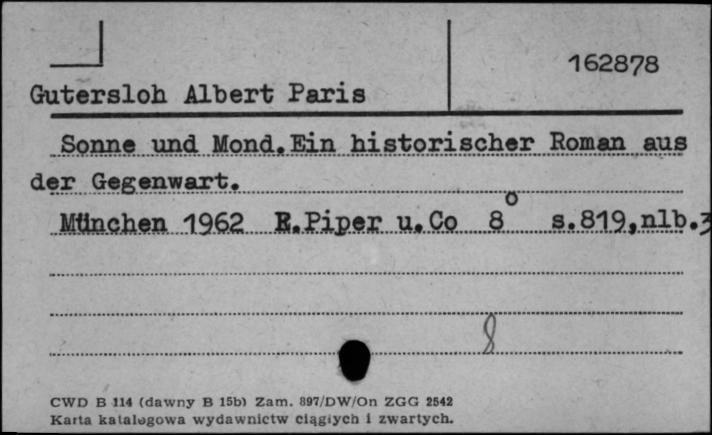 162878
Gutersloh Albert Paris
Sonne und Mond.Ein historischer Roman aus
der Gegenwart.
München 1962 R.Piper u.Co 8° s.819,nlb.3
8
CWD B 114 (dawny B 15b) Zam. 897/DW/On ZGG 2542
Karta katalogowa wydawnictw ciągłych i zwartych.